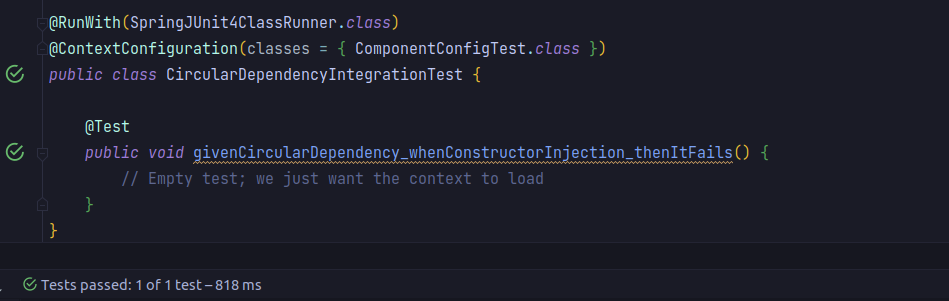 @RunWith(SpringJUnit4ClassRunner.class)
@ContextConfiguration(classes = { ComponentConfigTest.class })
public class CircularDependencyIntegrationTest {
@Test
public void givenCircularDependency_whenConstructorInjection_thenItFails() {
// Empty test; we just want the context to load
}
}
Tests passed: 1 of 1 test – 818 ms